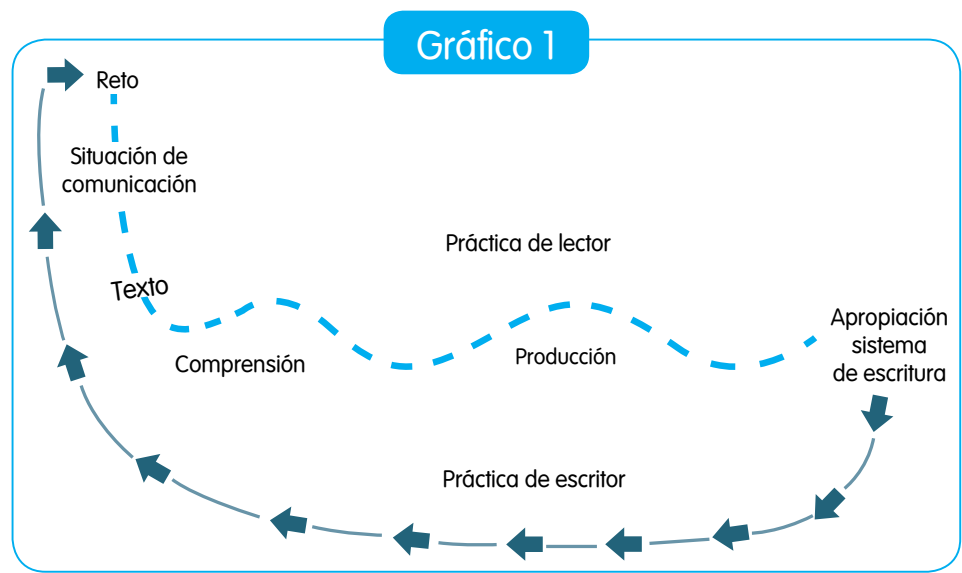 Gráfico 1
Reto
Situación de
comunicación
Práctica de lector
Texto
Apropiación
sistema
de escritura
Comprensión
Producción
Práctica de escritor